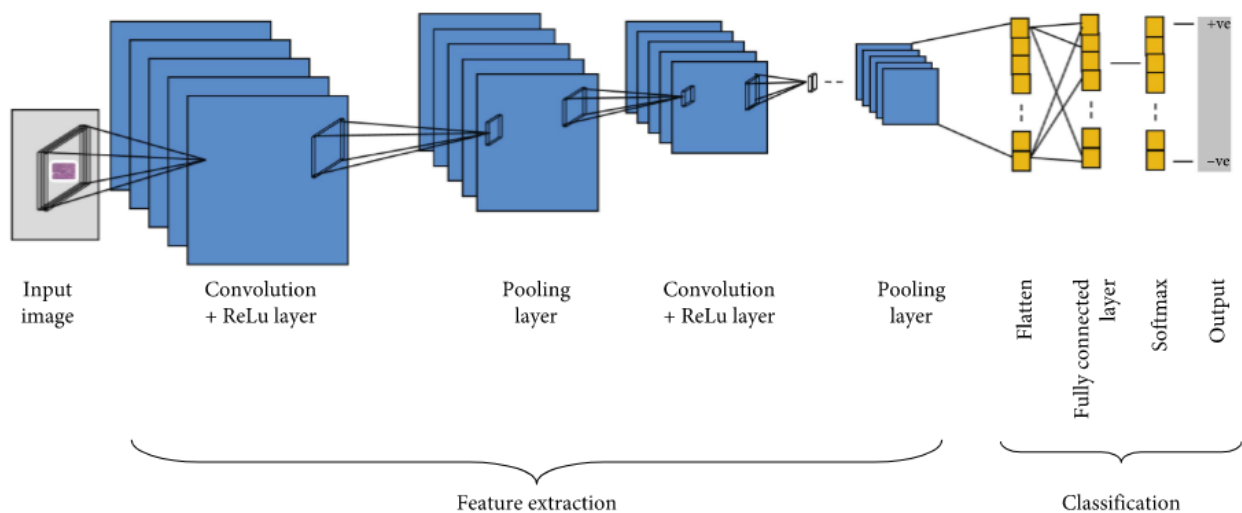 +ve
−ve
Input
image
Convolution
+ ReLu layer
Pooling
layer
Convolution
+ ReLu layer
Pooling
layer
Flatten
Fully connected
layer
Softmax
Output
Feature extraction
Classification